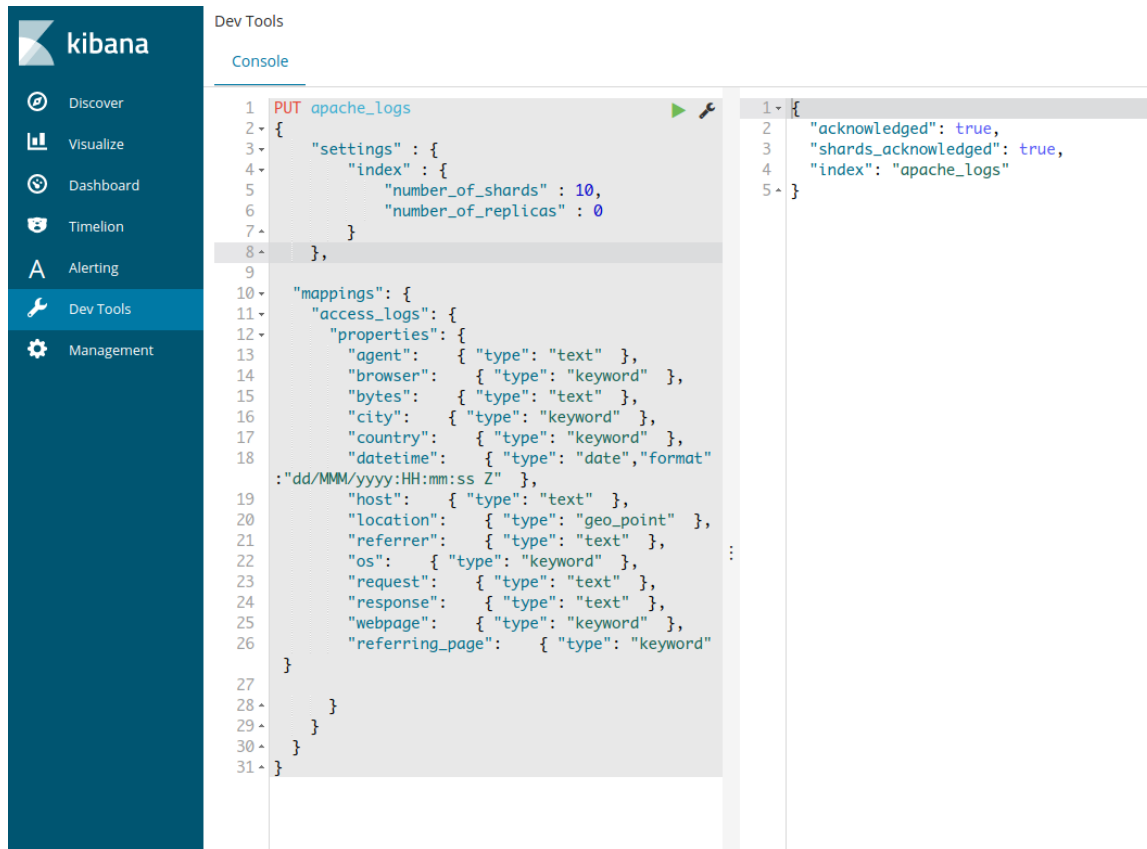 kibana
Discover
Visualize
Dashboard
Timelion
Alerting
Dev Tools
Management
Dev Tools
Console
1 PUT apache_logs
2 {
3     "settings" : {
4         "index" : {
5             "number_of_shards" : 10,
6             "number_of_replicas" : 0
7         }
8     },
9
10   "mappings": {
11     "access_logs": {
12       "properties": {
13         "agent":    { "type": "text"  },
14         "browser":    { "type": "keyword"  },
15         "bytes":    { "type": "text"  },
16         "city":    { "type": "keyword"  },
17         "country":    { "type": "keyword"  },
18         "datetime":    { "type": "date","format"
:"dd/MMM/yyyy:HH:mm:ss Z"  },
19         "host":    { "type": "text"  },
20         "location":    { "type": "geo_point"  },
21         "referrer":    { "type": "text"  },
22         "os":    { "type": "keyword"  },
23         "request":    { "type": "text"  },
24         "response":    { "type": "text"  },
25         "webpage":    { "type": "keyword"  },
26         "referring_page":    { "type": "keyword"
}
27
28       }
29     }
30   }
31 }
1 {
2   "acknowledged": true,
3   "shards_acknowledged": true,
4   "index": "apache_logs"
5 }